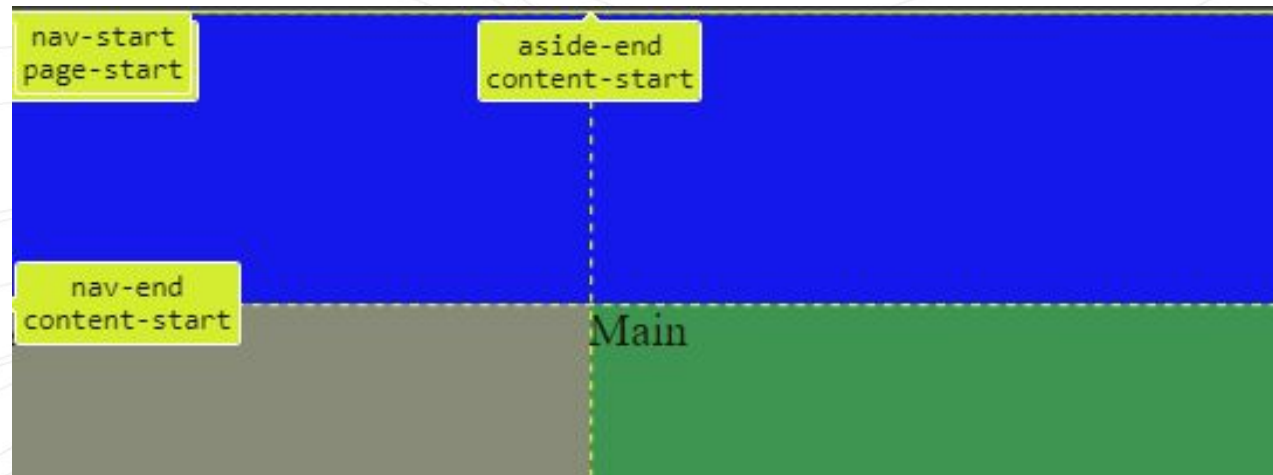 nav-start
page-start
aside-end
content-start
nav-end
content-start
Main